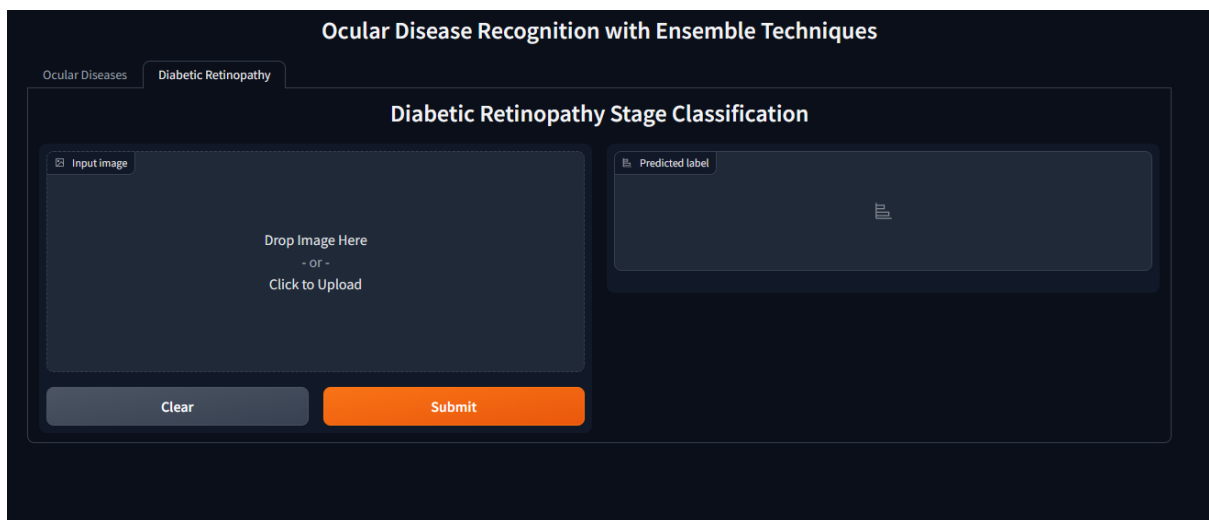 Ocular Disease Recognition with Ensemble Techniques
Ocular Diseases
Diabetic Retinopathy
Diabetic Retinopathy Stage Classification
Input image
Drop Image Here
- or -
Click to Upload
Clear
Submit
Predicted label